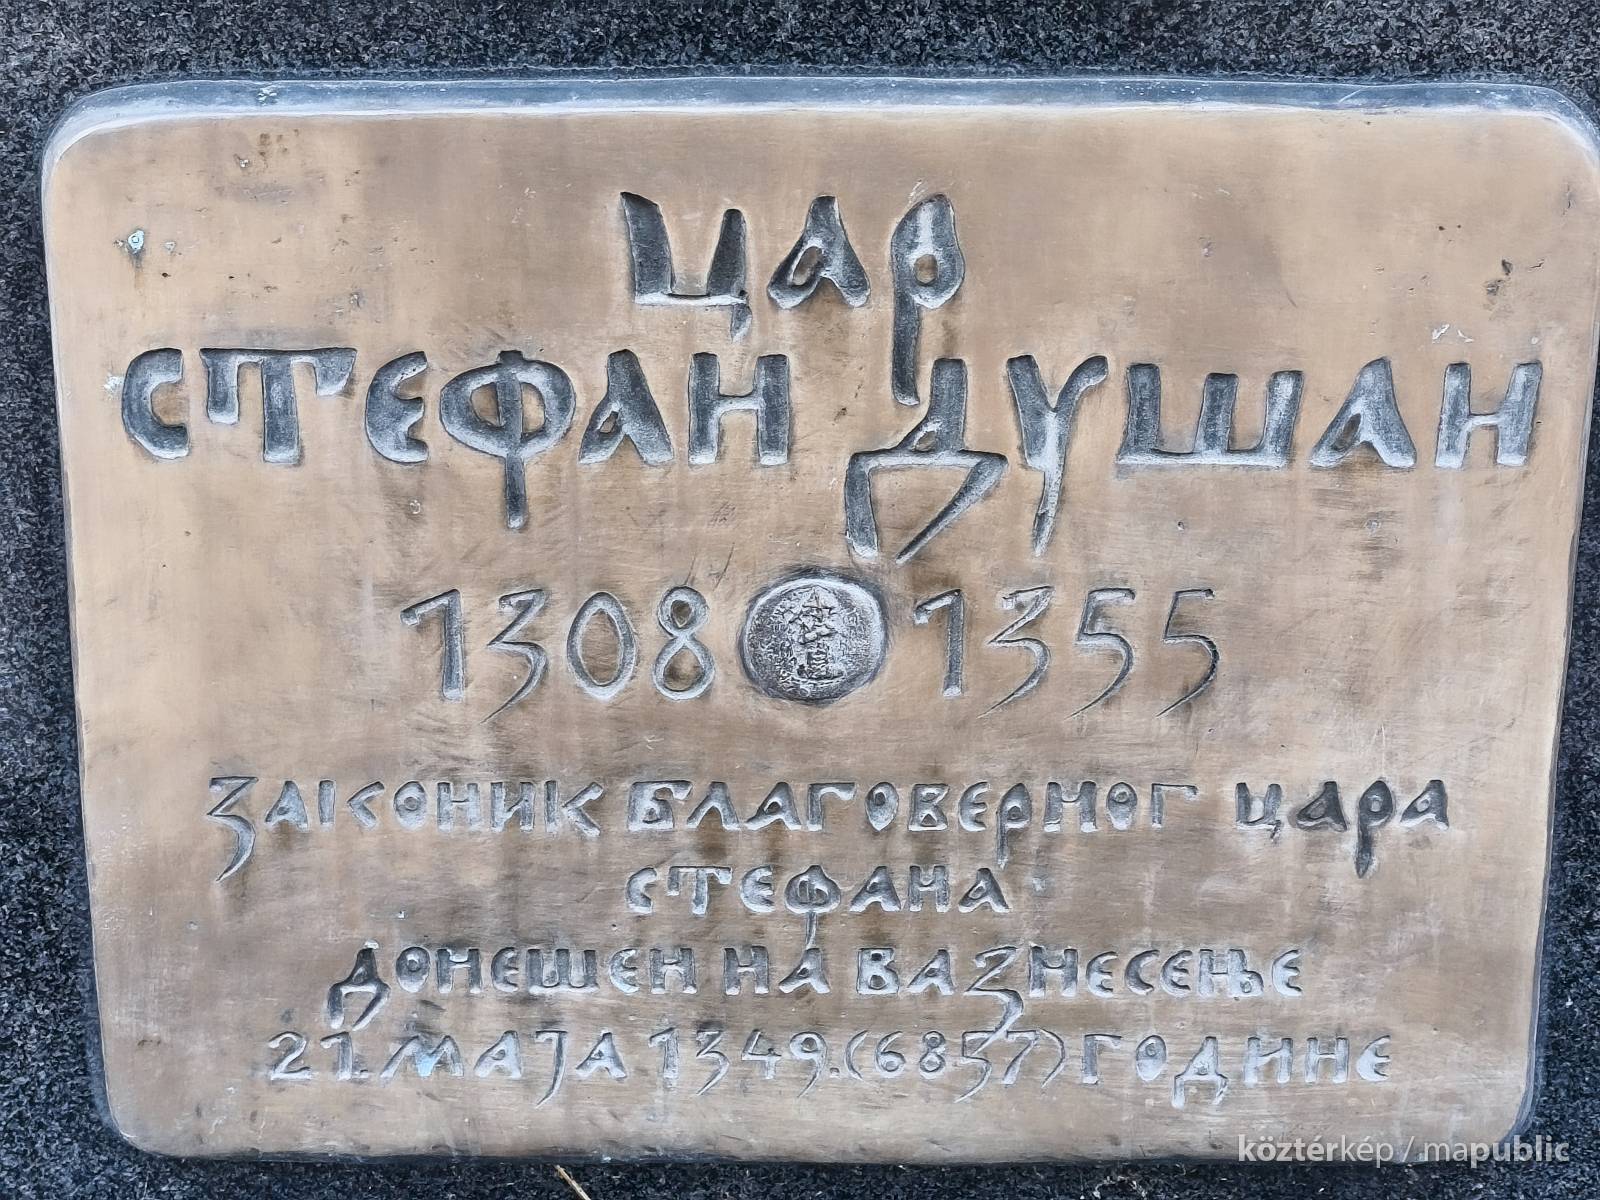 ЦАР
СТЕФАН ДУШАН
1308 1355
ЗАКОНИК БЛАГОВЕРНОГ ЦАРА
СТЕФАНА
ДОНЕШЕН НА ВАЗНЕСЕЊЕ
21. МАЈА 1349. (6857) ГОДИНЕ
köztérkép / mapublic